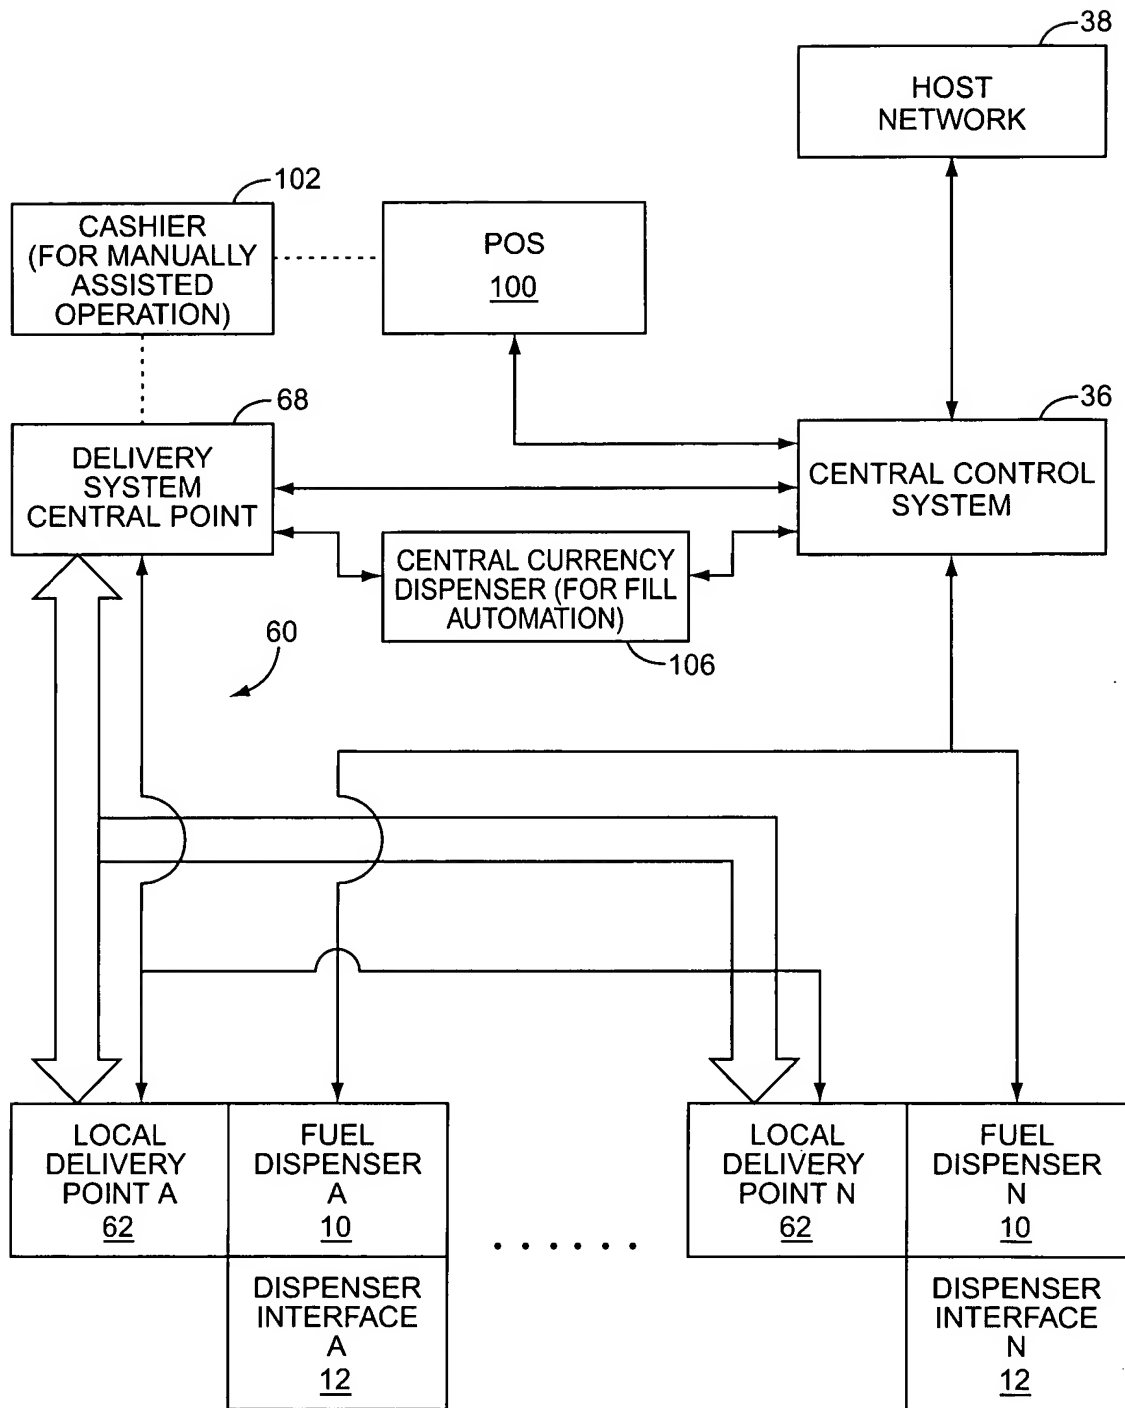 38
HOST
NETWORK
102
CASHIER
(FOR MANUALLY
ASSISTED
OPERATION)
POS
100
68
DELIVERY
SYSTEM
CENTRAL POINT
36
CENTRAL CONTROL
SYSTEM
CENTRAL CURRENCY
DISPENSER (FOR FILL
AUTOMATION)
106
60
LOCAL
DELIVERY
POINT A
62
FUEL
DISPENSER
A
10
DISPENSER
INTERFACE
A
12
......
LOCAL
DELIVERY
POINT N
62
FUEL
DISPENSER
N
10
DISPENSER
INTERFACE
N
12